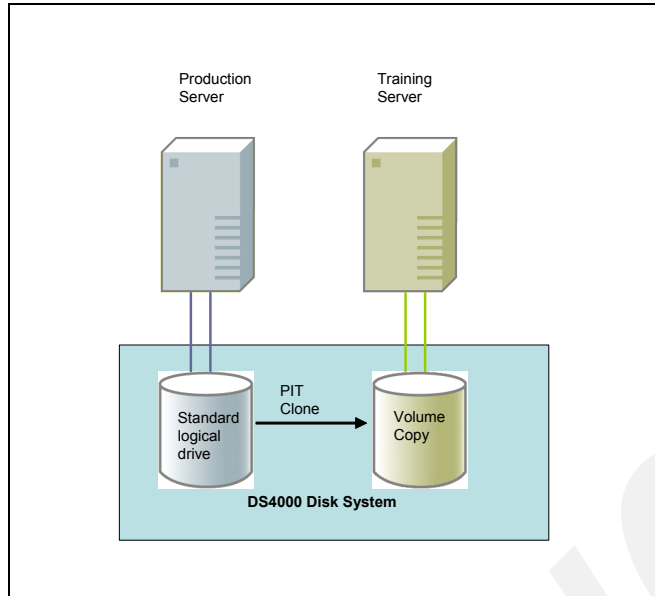 Production
Server
Training
Server
PIT
Clone
Standard
logical
drive
Volume
Copy
DS4000 Disk System